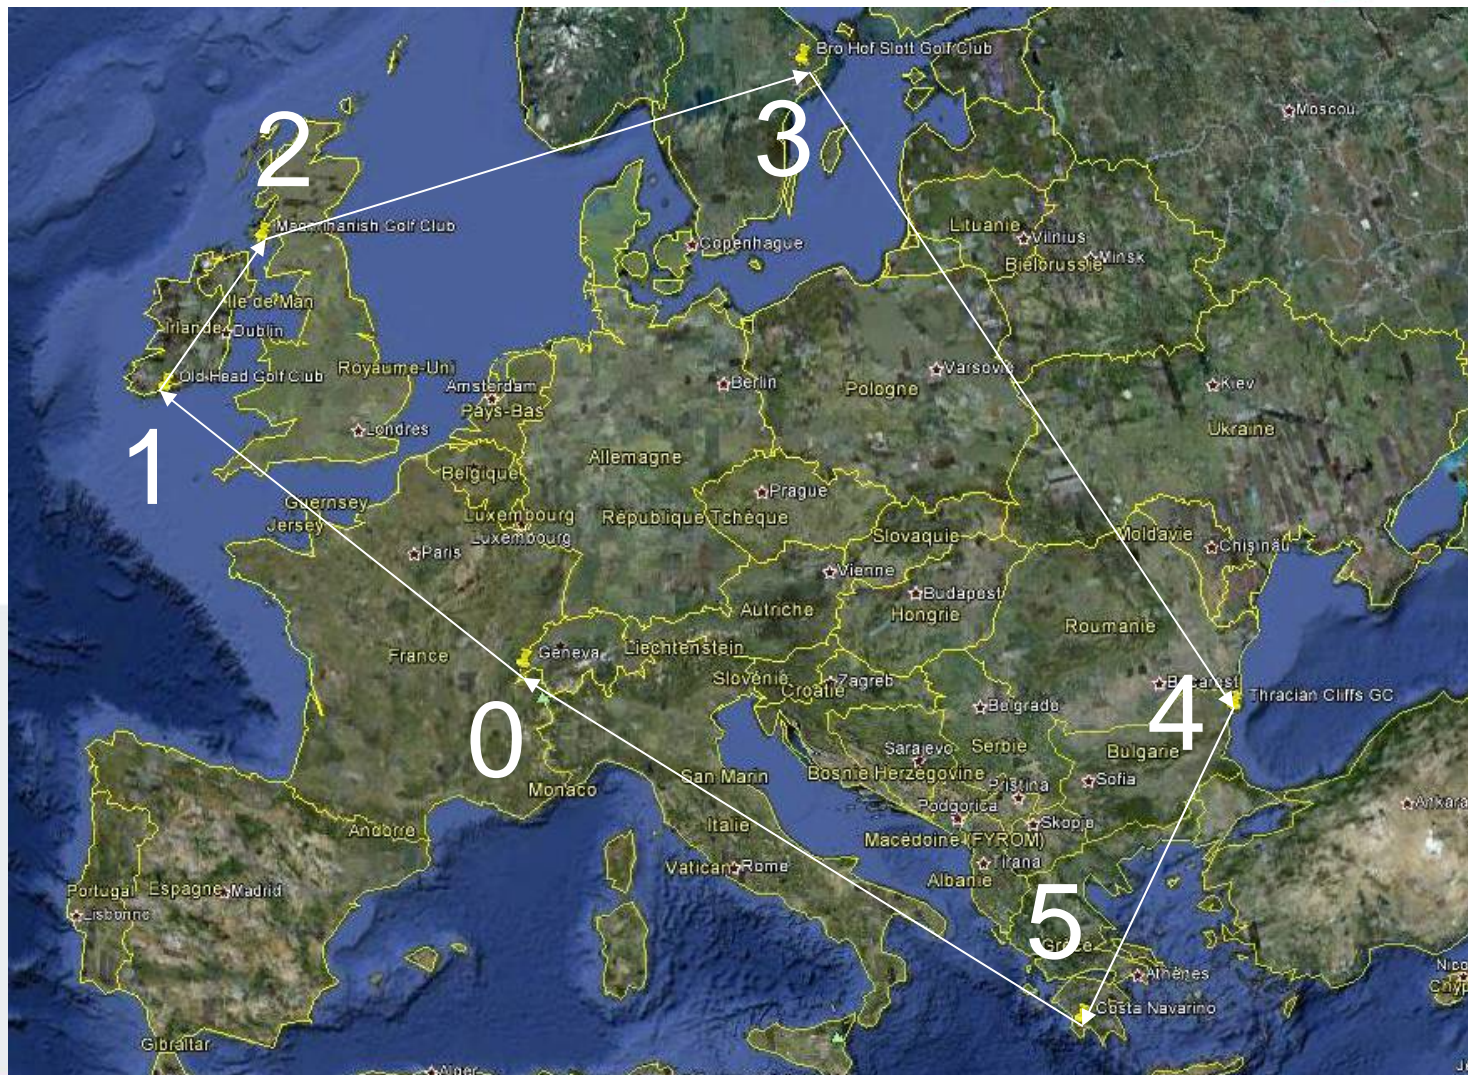 Bro Hof Slott Golf Club
Moscou
2
3
Machrihanish Golf Club
Copenhague
Lituanie
Vilnius
Biélorussie
Minsk
Ile de Man
Irlande
Dublin
Royaume-Uni
Old Head Golf Club
Amsterdam
Pays-Bas
Berlin
Pologne
Varsovie
Kiev
Ukraine
1
Londres
Belgique
Allemagne
Guernsey
Jersey
Luxembourg
Luxembourg
Prague
République Tchèque
Paris
Slovaquie
Moldavie
Chișinău
Vienne
Budapest
Hongrie
Autriche
Roumanie
France
Geneva
Liechtenstein
Slovénie
Zagreb
Croatie
Bucarest
Belgrade
Thracian Cliffs GC
0
4
Serbie
Bulgarie
Sarajevo
Bosnie Herzégovine
San Marin
Monaco
Sofia
Pristina
Podgorica
Skopje
Ankara
Andorre
Italie
Macédoine (FYROM)
Tirana
Albanie
Vatican
Rome
Portugal
Espagne
Madrid
Lisbonne
5
Grèce
Athènes
Costa Navarino
Gibraltar
Alger